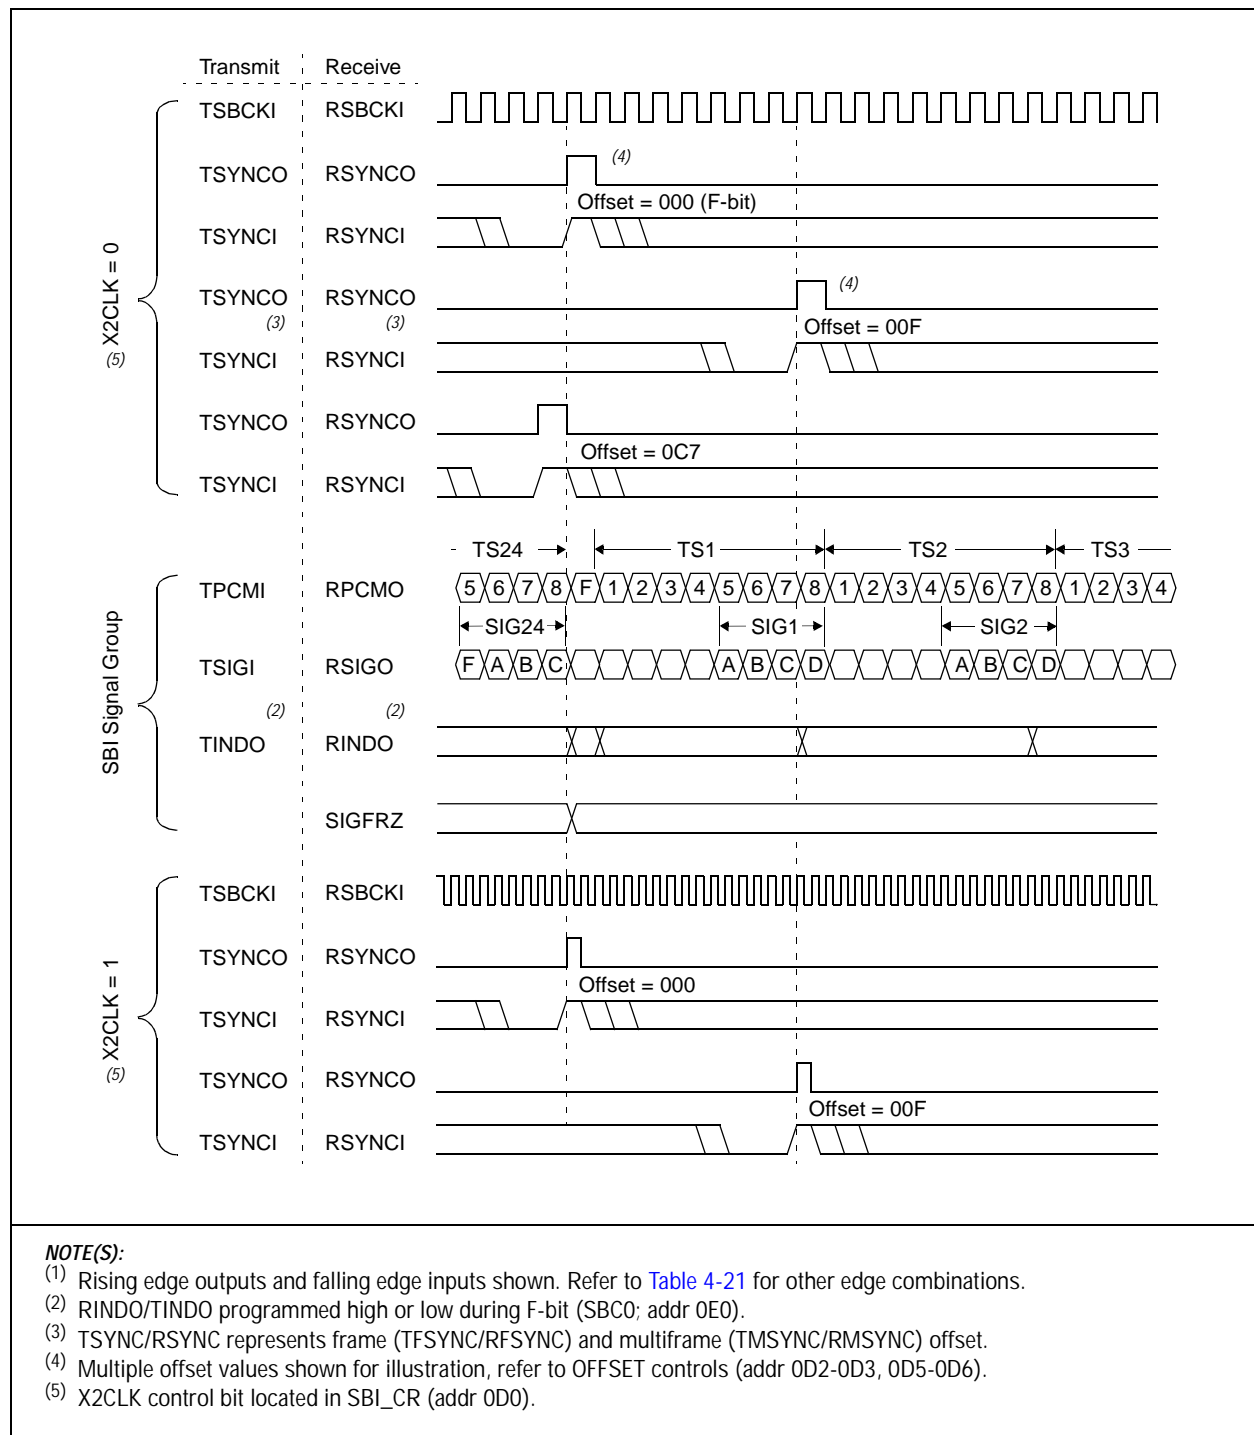 Transmit Receive
TSBCKI RSBCKI
TSYNCO RSYNCO (4)
Offset = 000 (F-bit)
TSYNCI RSYNCI
X2CLK = 0
(5)
TSYNCO RSYNCO (4)
(3) (3)
Offset = 00F
TSYNCI RSYNCI
TSYNCO RSYNCO
Offset = 0C7
TSYNCI RSYNCI
TS24 TS1 TS2 TS3
TPCMI RPCMO 5 6 7 8 F 1 2 3 4 5 6 7 8 1 2 3 4 5 6 7 8 1 2 3 4
SIG24 SIG1 SIG2
TSIGI RSIGO F A B C A B C D A B C D
SBI Signal Group
(2) (2)
TINDO RINDO
SIGFRZ
TSBCKI RSBCKI
TSYNCO RSYNCO
Offset = 000
TSYNCI RSYNCI
X2CLK = 1
(5)
TSYNCO RSYNCO
Offset = 00F
TSYNCI RSYNCI
NOTE(S):
(1) Rising edge outputs and falling edge inputs shown. Refer to Table 4-21 for other edge combinations.
(2) RINDO/TINDO programmed high or low during F-bit (SBC0; addr 0E0).
(3) TSYNC/RSYNC represents frame (TFSYNC/RFSYNC) and multiframe (TMSYNC/RMSYNC) offset.
(4) Multiple offset values shown for illustration, refer to OFFSET controls (addr 0D2-0D3, 0D5-0D6).
(5) X2CLK control bit located in SBI_CR (addr 0D0).